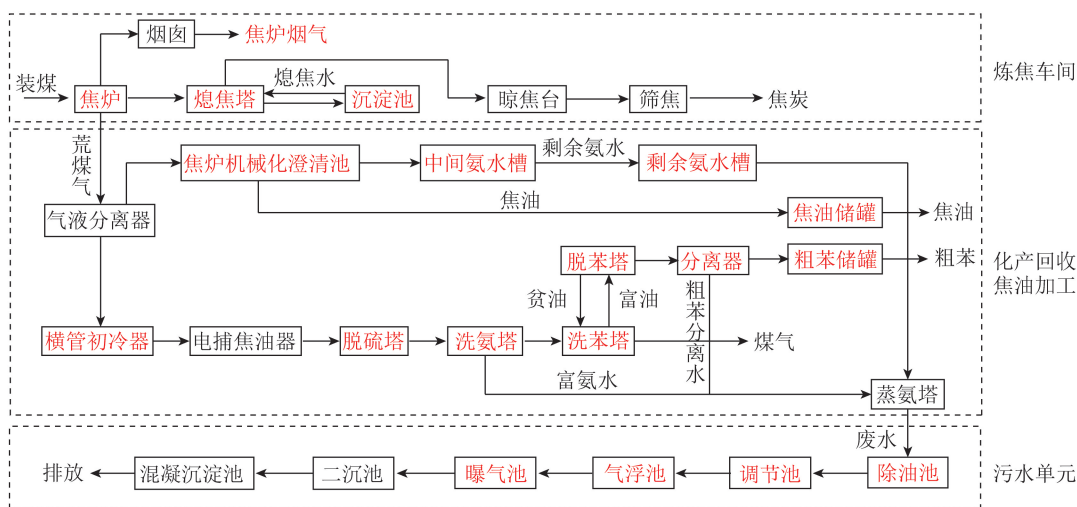 烟囱
焦炉烟气
装煤
焦炉
熄焦塔
熄焦水
沉淀池
晾焦台
筛焦
焦炭
炼焦车间
荒煤气
焦炉机械化澄清池
中间氨水槽
剩余氨水
剩余氨水槽
气液分离器
焦油
焦油储罐
焦油
脱苯塔
分离器
粗苯储罐
粗苯
化产回收
焦油加工
贫油
富油
粗苯分离水
横管初冷器
电捕焦油器
脱硫塔
洗氨塔
洗苯塔
煤气
富氨水
蒸氨塔
废水
排放
混凝沉淀池
二沉池
曝气池
气浮池
调节池
除油池
污水单元